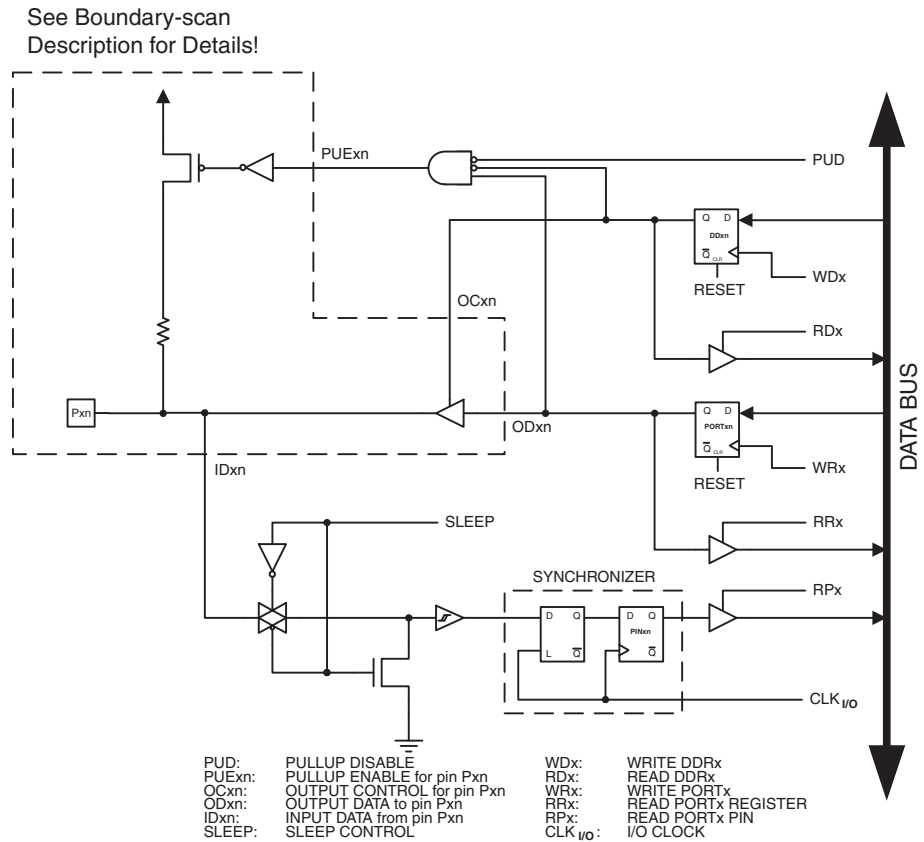 See Boundary-scan
Description for Details!
PUExn
PUD
Q D
DDxn
Q CLR
WDx
RESET
OCxn
RDx
Pxn
ODxn
Q D
PORTxn
Q CLR
WRx
RESET
IDxn
SLEEP
RRx
SYNCHRONIZER
RPx
D Q
L Q
D Q
PINxn
Q
CLK I/O
DATA BUS
PUD: PULLUP DISABLE
PUExn: PULLUP ENABLE for pin Pxn
OCxn: OUTPUT CONTROL for pin Pxn
ODxn: OUTPUT DATA to pin Pxn
IDxn: INPUT DATA from pin Pxn
SLEEP: SLEEP CONTROL
WDx: WRITE DDRx
RDx: READ DDRx
WRx: WRITE PORTx
RRx: READ PORTx REGISTER
RPx: READ PORTx PIN
CLK I/O: I/O CLOCK